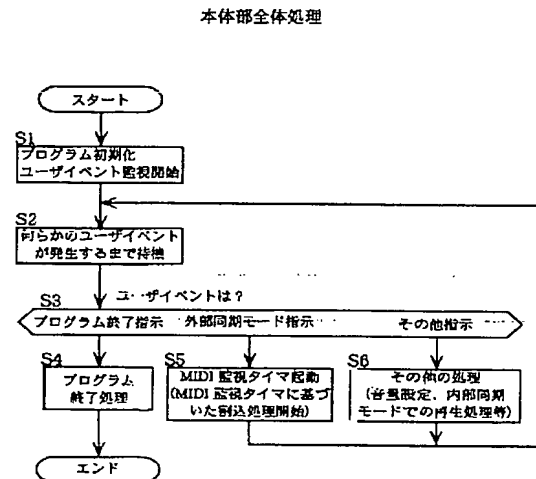 本体部全体処理
スタート
S1
プログラム初期化
ユーザイベント監視開始
S2
何らかのユーザイベント
が発生するまで待機
S3
ユーザイベントは？
プログラム終了指示 外部同期モード指示 その他指示
S4
プログラム
終了処理
S5
MIDI 監視タイマ起動
(MIDI 監視タイマに基づ
いた割込処理開始)
S6
その他の処理
(音量設定、内部同期
モードでの再生処理等)
エンド